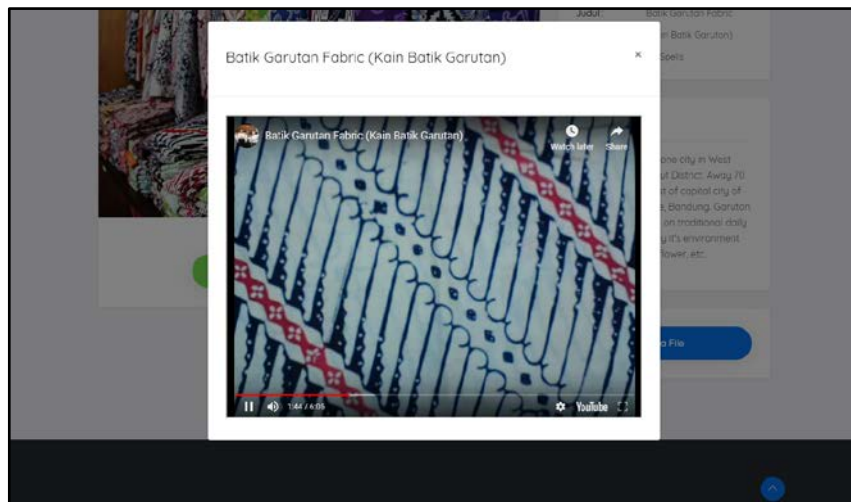 Judul :
Batik Garutan Fabric
in Batik Garutan)
Batik Garutan Fabric (Kain Batik Garutan)
×
Batik Garutan Fabric (Kain Batik Garutan)
Watch later
Share
one city in West
ut District. Away 70
of capital city of
Bandung. Garutan
on traditional daily
it's environment
flower, etc.
File
1:44 / 6:05
YouTube